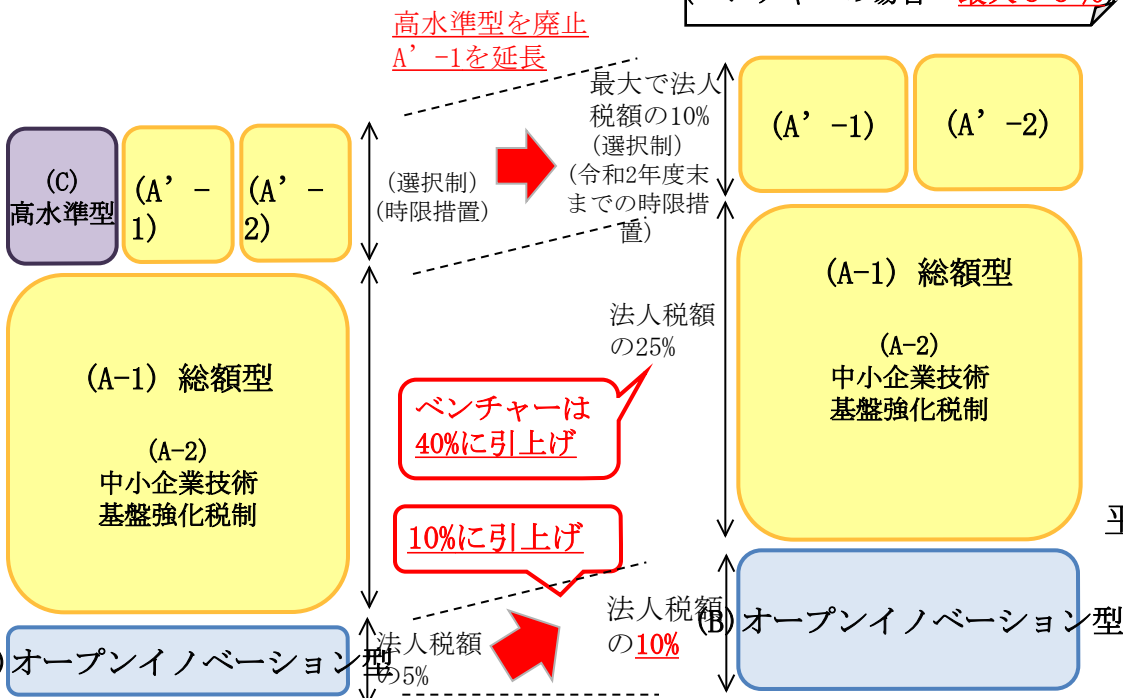 高水準型を廃止
A’-1を延長
(C)
高水準型
(A’-
1)
(A’-
2)
(選択制)
(時限措置)
最大で法人
税額の10%
(選択制)
(令和2年度末
までの時限措
置)
(A’-1)
(A’-2)
(A-1) 総額型
(A-2)
中小企業技術
基盤強化税制
法人税額
の25%
ベンチャーは
40%に引上げ
(A-1) 総額型
(A-2)
中小企業技術
基盤強化税制
10%に引上げ
オープンイノベーション型
法人税額
の5%
法人税額
の10%
(B)オープンイノベーション型